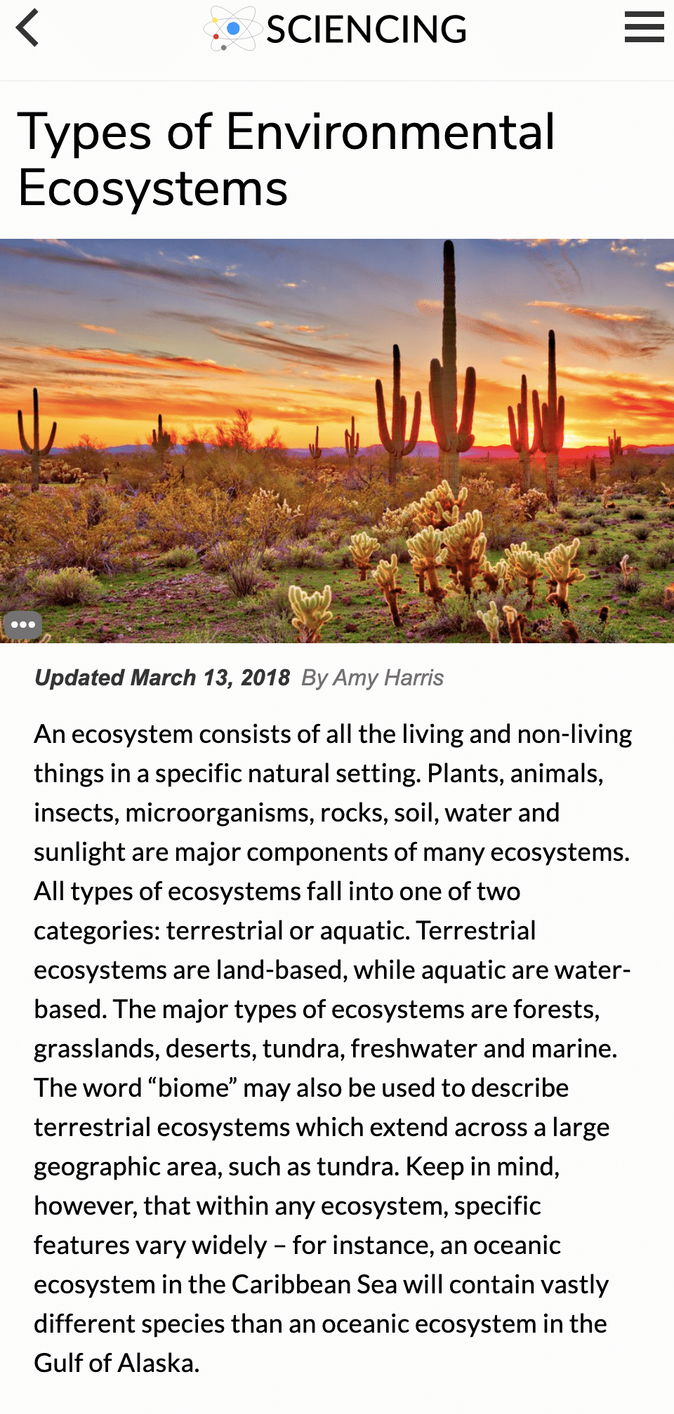 SCIENCING
Types of Environmental
Ecosystems
Updated March 13, 2018 By Amy Harris
An ecosystem consists of all the living and non-living
things in a specific natural setting. Plants, animals,
insects, microorganisms, rocks, soil, water and
sunlight are major components of many ecosystems.
All types of ecosystems fall into one of two
categories: terrestrial or aquatic. Terrestrial
ecosystems are land-based, while aquatic are water-
based. The major types of ecosystems are forests,
grasslands, deserts, tundra, freshwater and marine.
The word “biome” may also be used to describe
terrestrial ecosystems which extend across a large
geographic area, such as tundra. Keep in mind,
however, that within any ecosystem, specific
features vary widely – for instance, an oceanic
ecosystem in the Caribbean Sea will contain vastly
different species than an oceanic ecosystem in the
Gulf of Alaska.